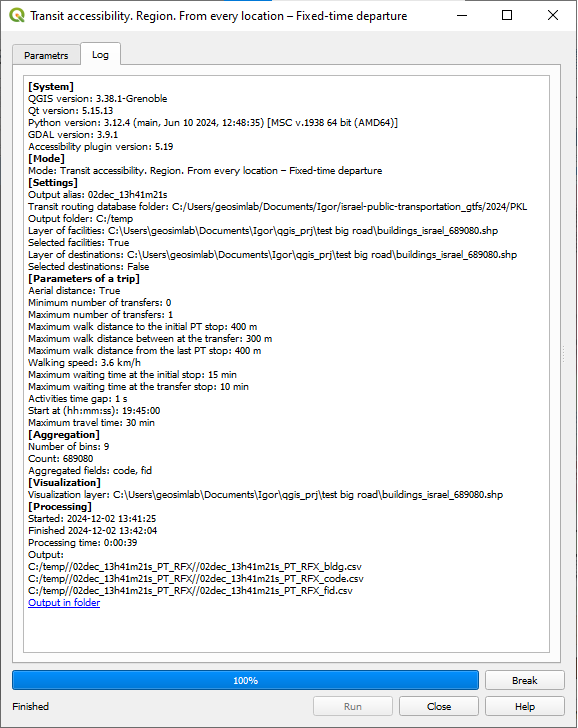 Transit accessibility. Region. From every location – Fixed-time departure
Parametrs
Log
[System]
QGIS version: 3.38.1-Grenoble
Qt version: 5.15.13
Python version: 3.12.4 (main, Jun 10 2024, 12:48:35) [MSC v.1938 64 bit (AMD64)]
GDAL version: 3.9.1
Accessibility plugin version: 5.19
[Mode]
Mode: Transit accessibility. Region. From every location – Fixed-time departure
[Settings]
Output alias: 02dec_13h41m21s
Transit routing database folder: C:/Users/geosimlab/Documents/Igor/israel-public-transportation_gtfs/2024/PKL
Output folder: C:/temp
Layer of facilities: C:\Users\geosimlab\Documents\Igor\qgis_prj\test big road\buildings_israel_689080.shp
Selected facilities: True
Layer of destinations: C:\Users\geosimlab\Documents\Igor\qgis_prj\test big road\buildings_israel_689080.shp
Selected destinations: False
[Parameters of a trip]
Aerial distance: True
Minimum number of transfers: 0
Maximum number of transfers: 1
Maximum walk distance to the initial PT stop: 400 m
Maximum walk distance between at the transfer: 300 m
Maximum walk distance from the last PT stop: 400 m
Walking speed: 3.6 km/h
Maximum waiting time at the initial stop: 15 min
Maximum waiting time at the transfer stop: 10 min
Activities time gap: 1 s
Start at (hh:mm:ss): 19:45:00
Maximum travel time: 30 min
[Aggregation]
Number of bins: 9
Count: 689080
Aggregated fields: code, fid
[Visualization]
Visualization layer: C:\Users\geosimlab\Documents\Igor\qgis_prj\test big road\buildings_israel_689080.shp
[Processing]
Started: 2024-12-02 13:41:25
Finished 2024-12-02 13:42:04
Processing time: 0:00:39
Output:
C:/temp//02dec_13h41m21s_PT_RFX//02dec_13h41m21s_PT_RFX_bldg.csv
C:/temp//02dec_13h41m21s_PT_RFX//02dec_13h41m21s_PT_RFX_code.csv
C:/temp//02dec_13h41m21s_PT_RFX//02dec_13h41m21s_PT_RFX_fid.csv
Output in folder
100%
Break
Finished
Run
Close
Help